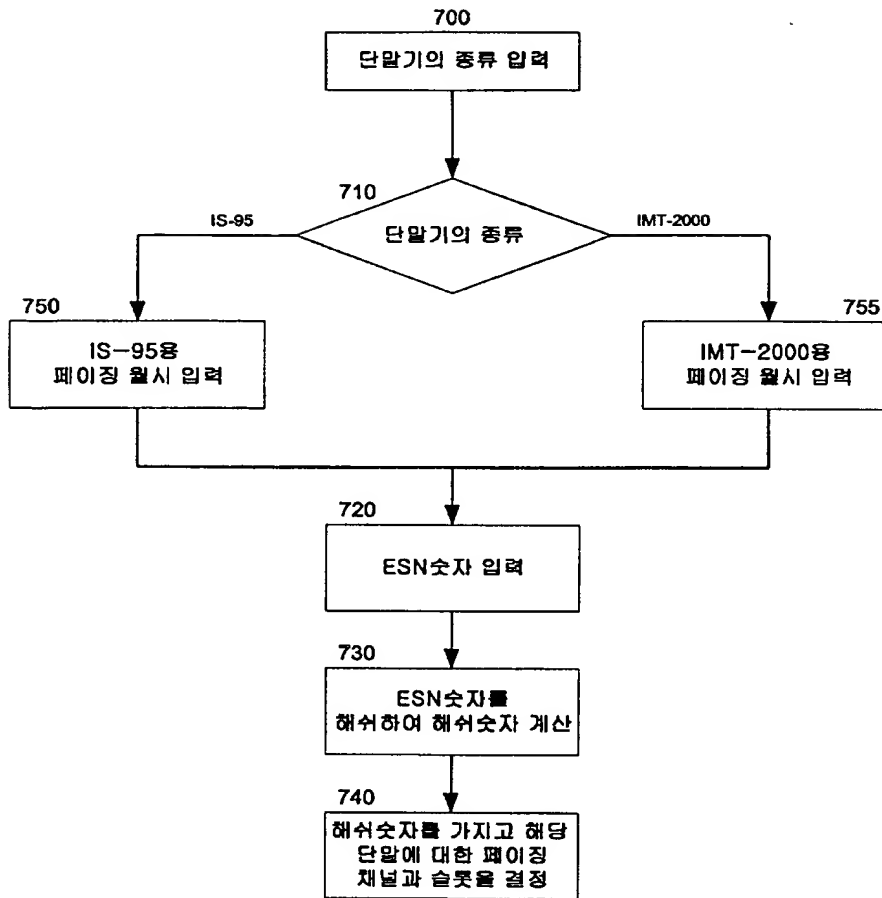 700
단말기의 종류 입력
710
IS-95
IMT-2000
단말기의 종류
750
755
IS-95용
페이징 월시 입력
IMT-2000용
페이징 월시 입력
720
ESN숫자 입력
730
ESN숫자를
해쉬하여 해쉬숫자 계산
740
해쉬숫자를 가지고 해당
단말에 대한 페이징
채널과 슬롯을 결정